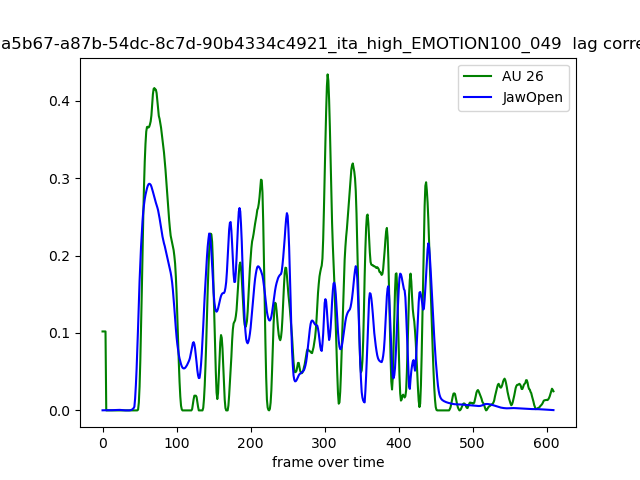 a5b67-a87b-54dc-8c7d-90b4334c4921_ita_high_EMOTION100_049 lag corre
AU 26
JawOpen
0.4
0.3
0.2
0.1
0.0
0 100 200 300 400 500 600
frame over time